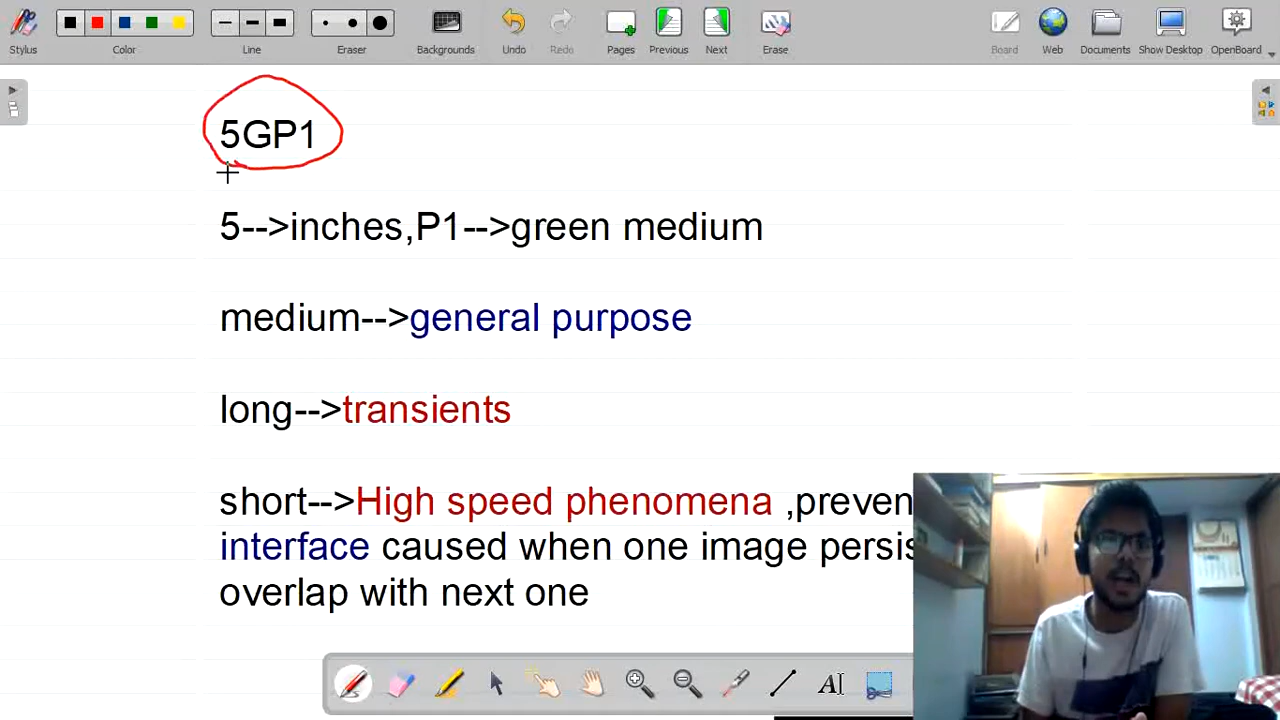 Stylus Color Line Eraser Backgrounds Undo Redo Pages Previous Next Erase Board Web Documents Show Desktop OpenBoard
5GP1
5-->inches,P1-->green medium
medium-->general purpose
long-->transients
short-->High speed phenomena ,preven
interface caused when one image persis
overlap with next one